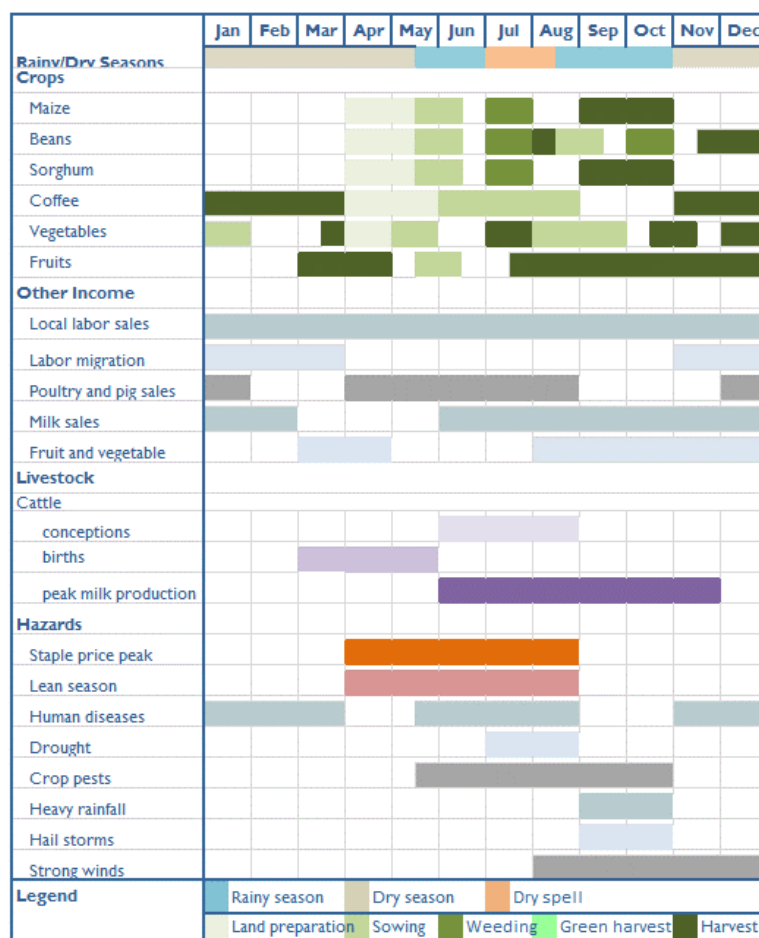 Jan Feb Mar Apr May Jun Jul Aug Sep Oct Nov Dec
Rainy/Dry Seasons
Crops
Maize
Beans
Sorghum
Coffee
Vegetables
Fruits
Other Income
Local labor sales
Labor migration
Poultry and pig sales
Milk sales
Fruit and vegetable
Livestock
Cattle
conceptions
births
peak milk production
Hazards
Staple price peak
Lean season
Human diseases
Drought
Crop pests
Heavy rainfall
Hail storms
Strong winds
Legend Rainy season Dry season Dry spell
Land preparation Sowing Weeding Green harvest Harvest